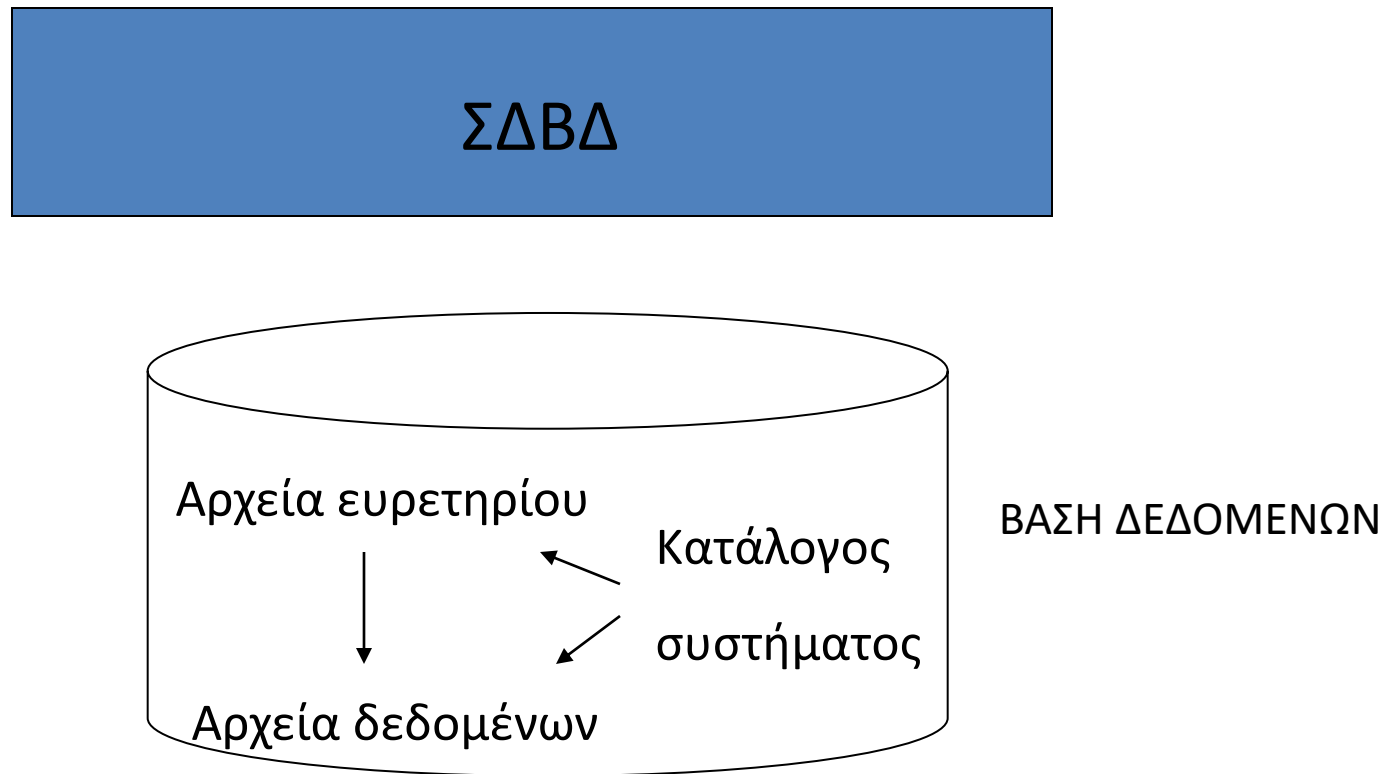 ΣΔΒΔ
Αρχεία ευρετηρίου
Κατάλογος
συστήματος
Αρχεία δεδομένων
ΒΑΣΗ ΔΕΔΟΜΕΝΩΝ